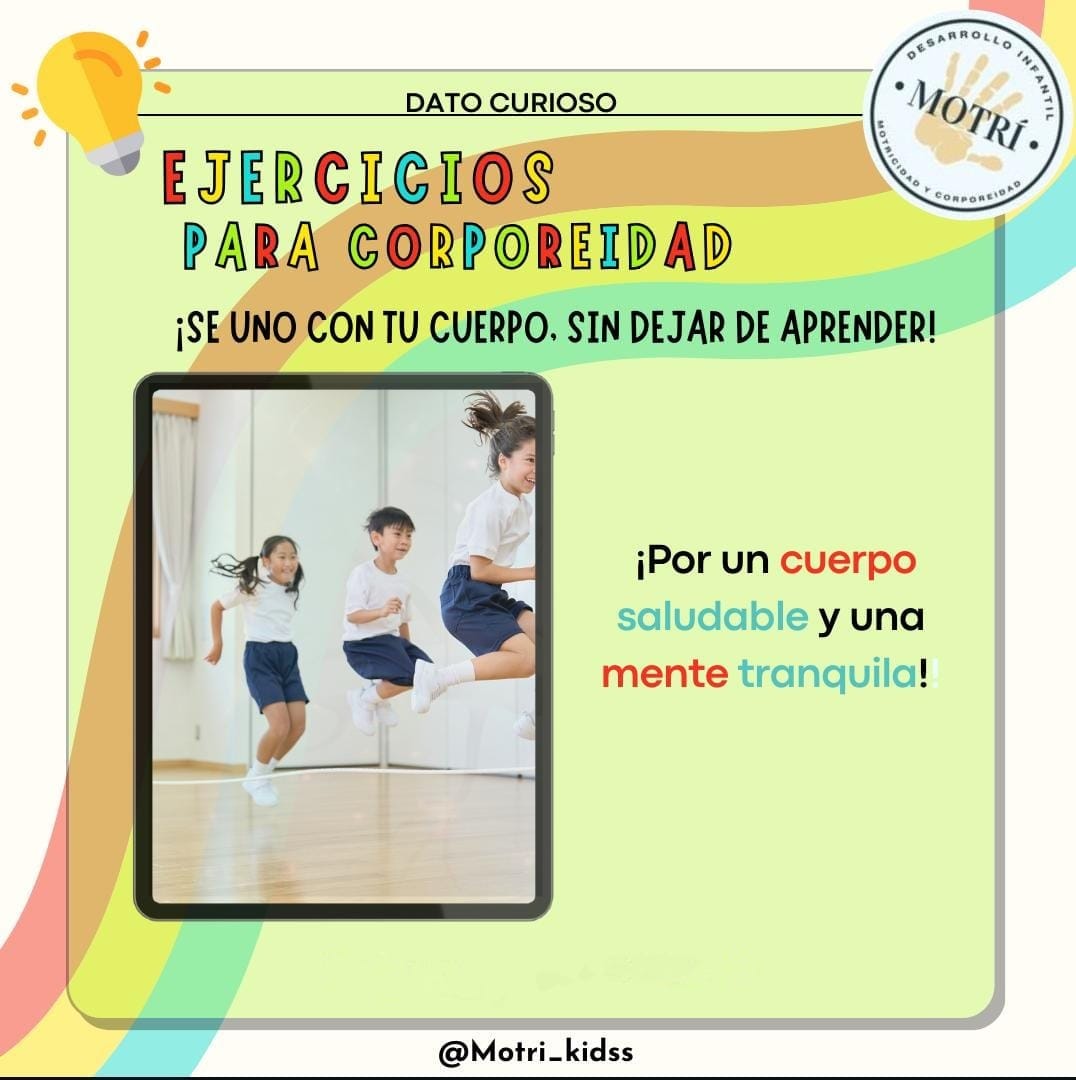 DATO CURIOSO
DESARROLLO INFANTIL
MOTRÍ
MOTRICIDAD Y CORPOREIDAD
EJERCICIOS
PARA CORPOREIDAD
¡SE UNO CON TU CUERPO, SIN DEJAR DE APRENDER!
¡Por un cuerpo
saludable y una
mente tranquila!!
@Motri_kidss